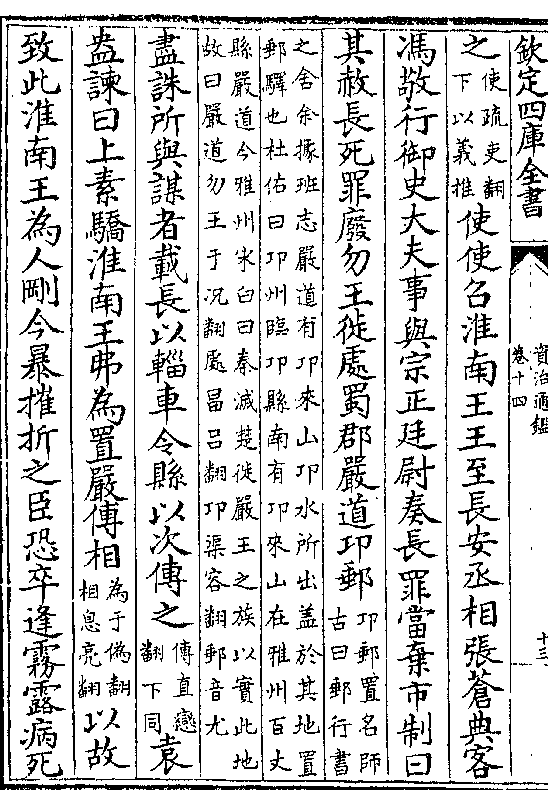 欽定四庫全書
資治通鑑
卷十四
十三
之使疏吏翻下以義推使使召淮南王王至長安丞相張蒼典客
馮敬行御史大夫事與宗正廷尉奏長罪當棄市制曰
其赦長死罪廢勿王徙處蜀郡嚴道卭郵卭郵置名師古曰郵行書
之舍余據班志嚴道有卭來山卭水所出蓋於其地置
郵驛也杜佑曰卭州臨卭縣南有卭來山在雅州百丈
縣嚴道今雅州宋白曰秦滅楚徙嚴王之族以實此地
故曰嚴道勿王于况翻處昌呂翻卭渠容翻郵音尤
盡誅所與謀者載長以輜車令縣以次傳之傳直戀翻下同袁
盎諫曰上素驕淮南王弗為置嚴傅相為于偽翻相息亮翻以故
致此淮南王為人剛今暴摧折之臣恐卒逢霧露病死